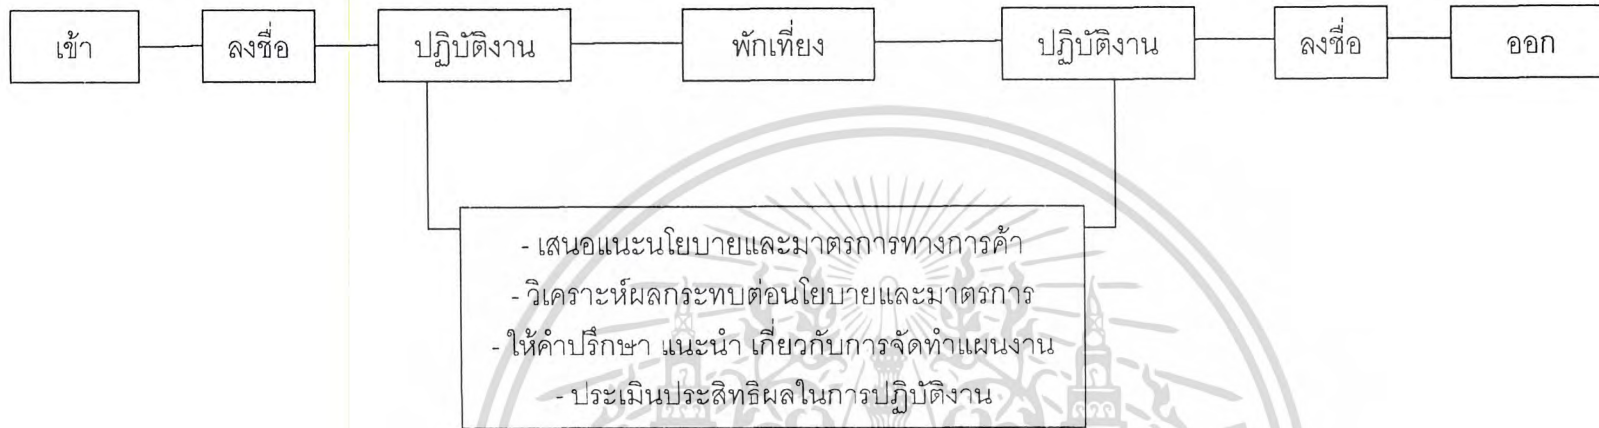 เข้า
ลงชื่อ
ปฏิบัติงาน
พักเที่ยง
ปฏิบัติงาน
ลงชื่อ
ออก
- เสนอแนะนโยบายและมาตรการทางการค้า
- วิเคราะห์ผลกระทบต่อนโยบายและมาตรการ
- ให้คำปรึกษา แนะนำ เกี่ยวกับการจัดทำแผนงาน
- ประเมินประสิทธิผลในการปฏิบัติงาน